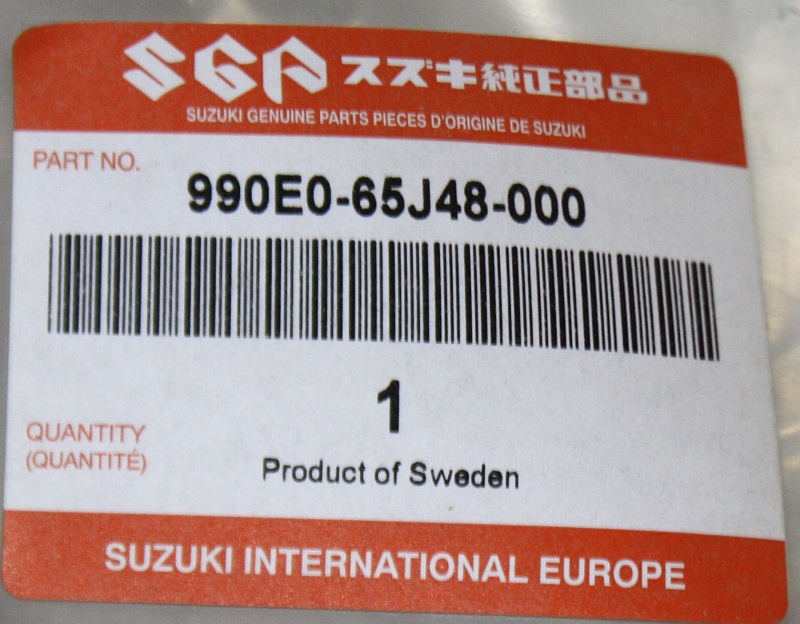 SGP スズキ純正部品
SUZUKI GENUINE PARTS PIECES D'ORIGINE DE SUZUKI
PART NO.
990E0-65J48-000
1
QUANTITY
(QUANTITÉ)
Product of Sweden
SUZUKI INTERNATIONAL EUROPE